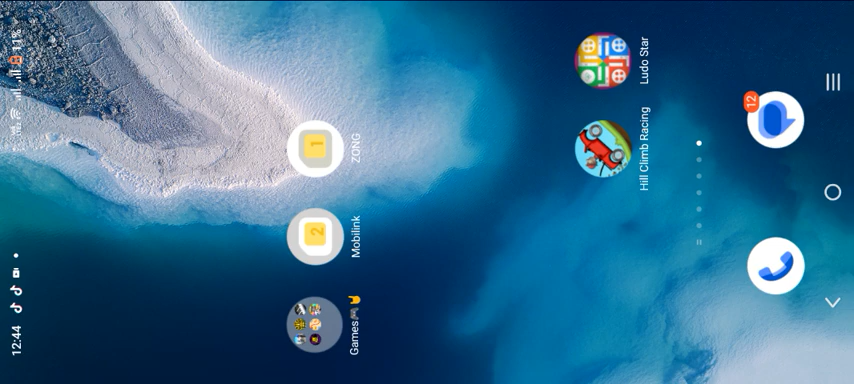 12:44
11%
Games🎮🤘
Mobilink
2
ZONG
1
Hill Climb Racing
Ludo Star
12